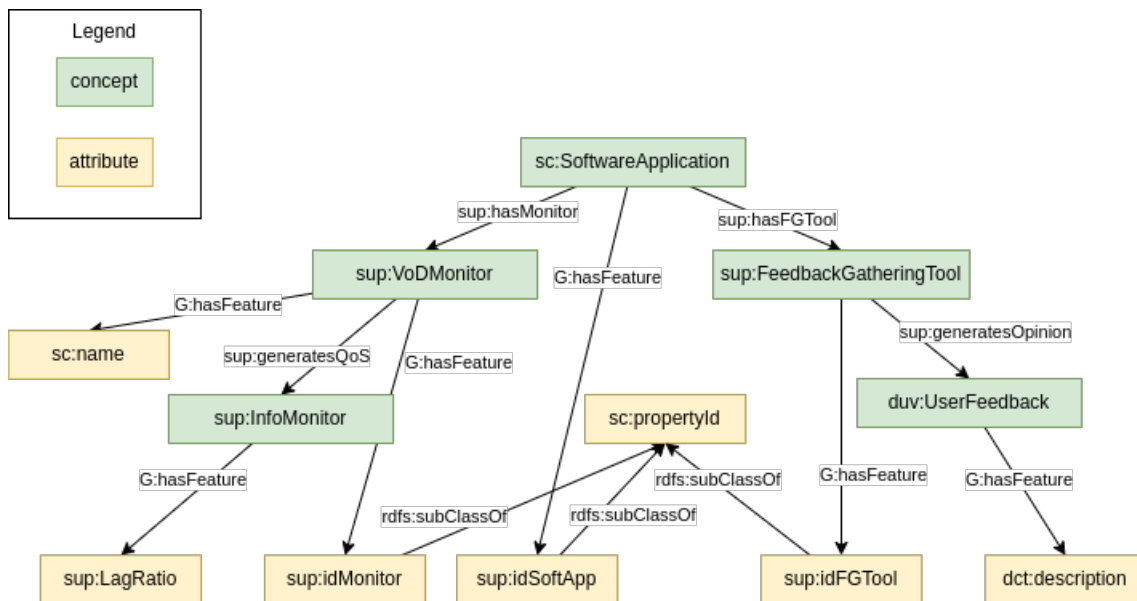 Legend
concept
attribute
sc:SoftwareApplication
sup:hasMonitor
sup:hasFGTool
sup:VoDMonitor
G:hasFeature
sup:FeedbackGatheringTool
G:hasFeature
sc:name
sup:generatesQoS
G:hasFeature
sup:generatesOpinion
sup:InfoMonitor
sc:propertyId
duv:UserFeedback
G:hasFeature
rdfs:subClassOf
rdfs:subClassOf
rdfs:subClassOf
G:hasFeature
G:hasFeature
sup:LagRatio
sup:idMonitor
sup:idSoftApp
sup:idFGTool
dct:description